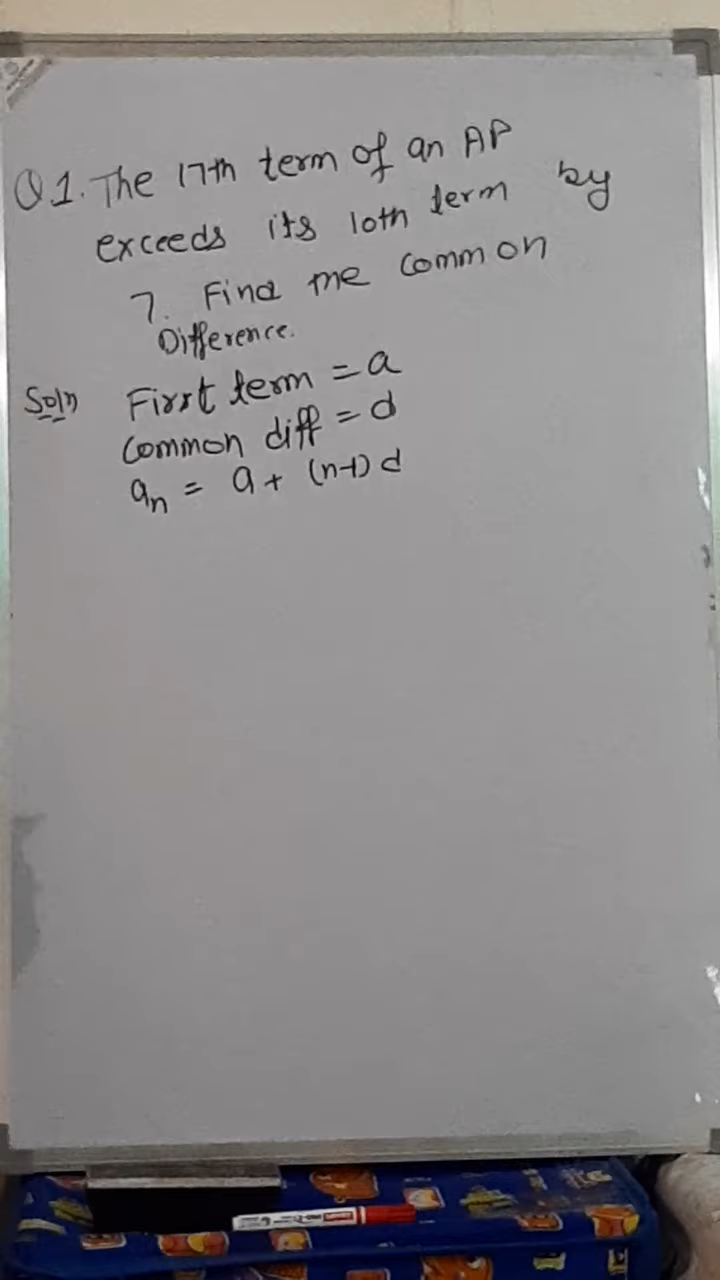 Q1. The 17th term of an AP
exceeds its 10th term by
7. Find the common
Difference.
Soln First term = a
common diff = d
an = a + (n-1) d